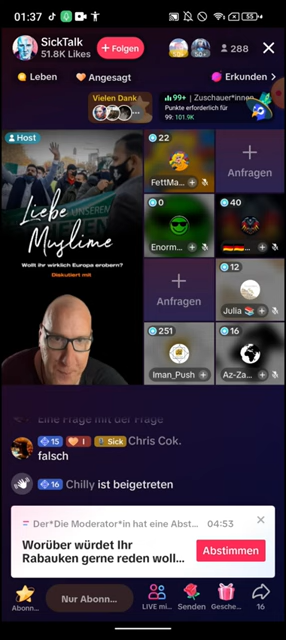 01:37
55
SickTalk
51.8K Likes
+ Folgen
288
Leben
Angesagt
Erkunden >
Vielen Dank
99+ | Zuschauer*innen
Punkte erforderlich für
99: 101.9K
Host
Liebe
Muslime
Wollt ihr wirklich Europa erobern?
Diskutiert mit
22
FettMa...
Anfragen
0
Enorm...
40
Anfragen
12
Julia
251
Iman_Push
16
Az-Za...
Eine Frage mit der Frage
15 I Sick Chris Cok.
falsch
16 Chilly ist beigetreten
Der*Die Moderator*in hat eine Abst... 04:53
Worüber würdet Ihr
Rabauken gerne reden woll...
Abstimmen
Abonn...
Nur Abonn...
LIVE mi...
Senden
Gesche...
16